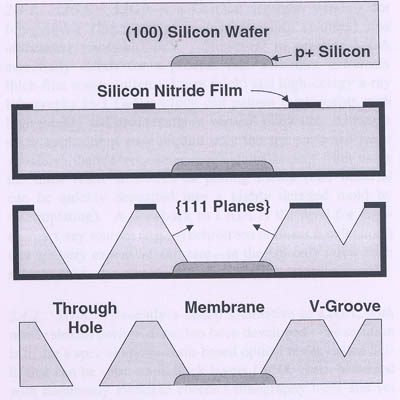 (100) Silicon Wafer
p+ Silicon
Silicon Nitride Film
{111 Planes}
Through
Hole
Membrane
V-Groove